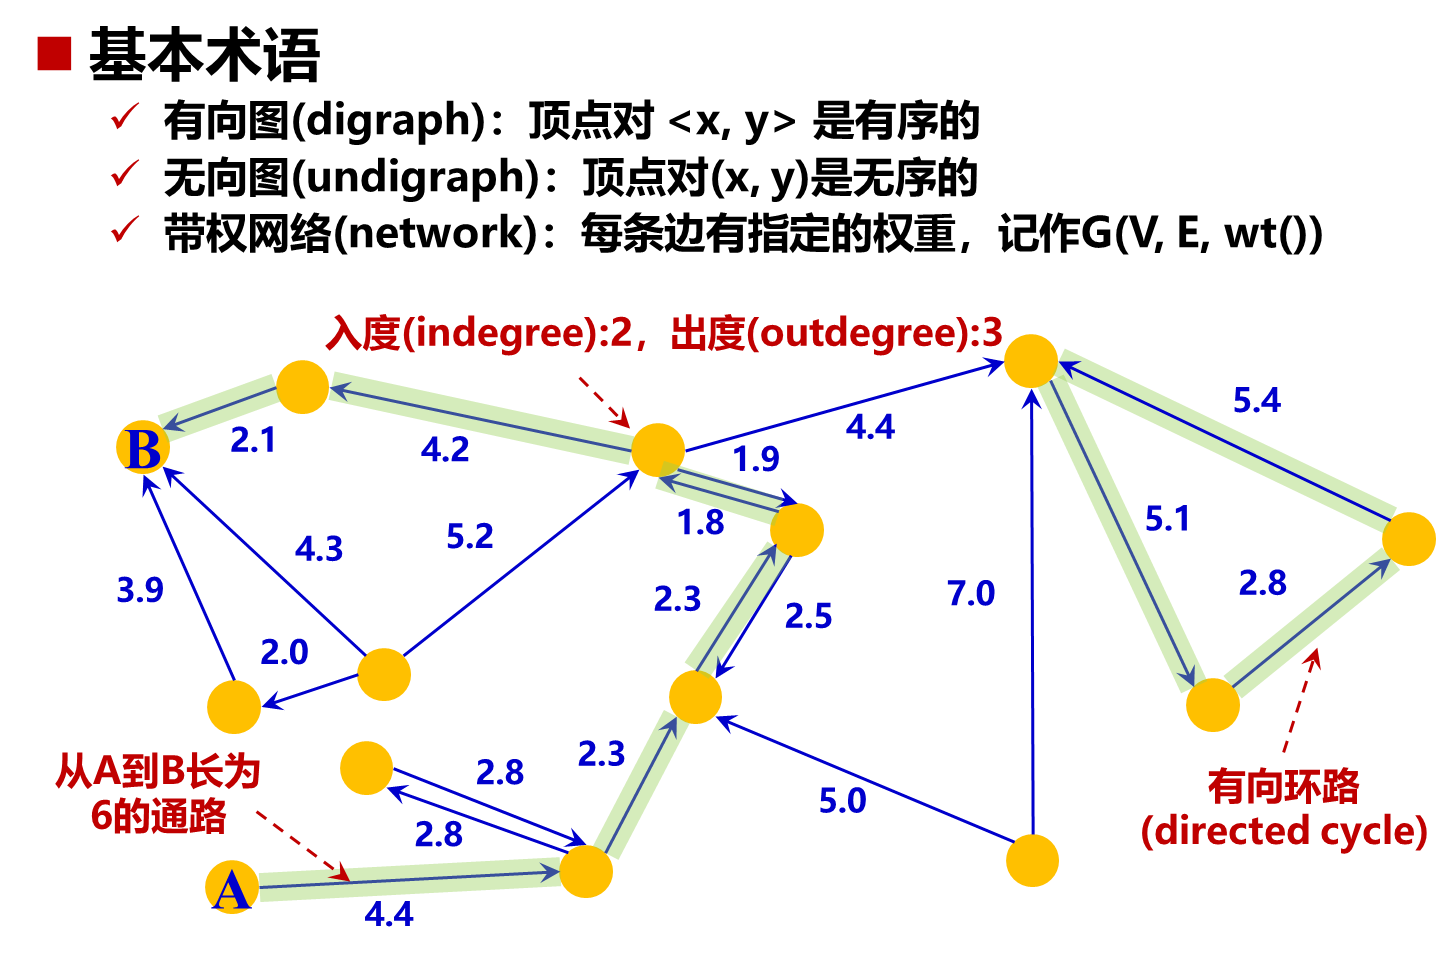 基本术语
有向图(digraph)：顶点对 <x, y> 是有序的
无向图(undigraph)：顶点对(x, y)是无序的
带权网络(network)：每条边有指定的权重，记作G(V, E, wt())
入度(indegree):2，出度(outdegree):3
5.4
4.4
2.1
4.2
1.9
B
1.8
5.1
5.2
4.3
3.9
2.3
2.5
7.0
2.8
2.0
从A到B长为
6的通路
2.3
2.8
5.0
有向环路
(directed cycle)
2.8
A
4.4